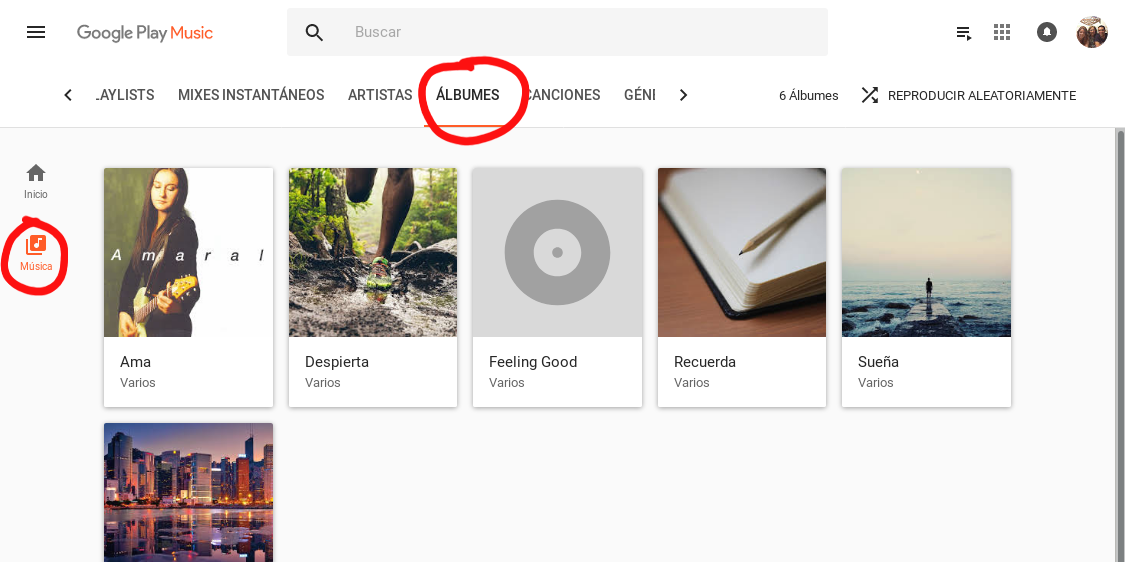 Google Play Music
Buscar
LAYLISTS MIXES INSTANTÁNEOS ARTISTAS ÁLBUMES CANCIONES GÉNI
6 Álbumes REPRODUCIR ALEATORIAMENTE
Inicio
Música
Amaral
Ama
Varios
Despierta
Varios
Feeling Good
Varios
Recuerda
Varios
Sueña
Varios